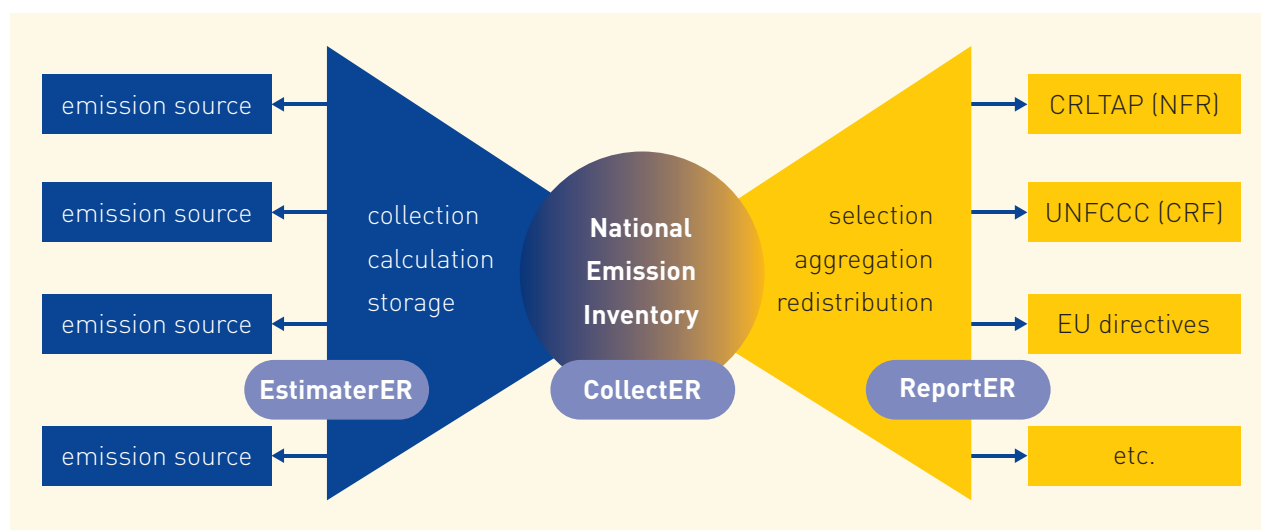 emission source
emission source
emission source
emission source
collection
calculation
storage
EstimaterER
National
Emission
Inventory
CollectER
selection
aggregation
redistribution
ReportER
CRLTAP (NFR)
UNFCCC (CRF)
EU directives
etc.